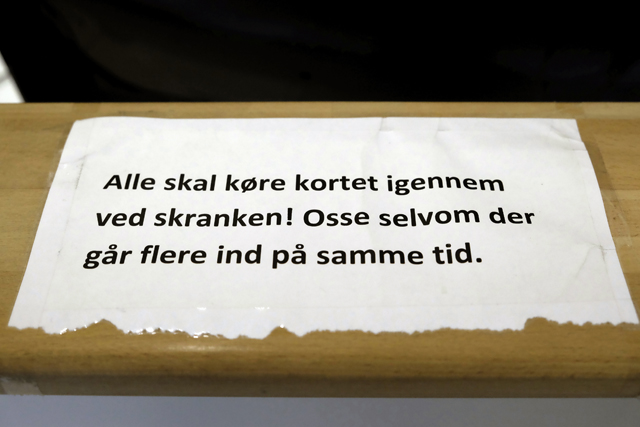 Alle skal køre kortet igennem
ved skranken! Osse selvom der
går flere ind på samme tid.